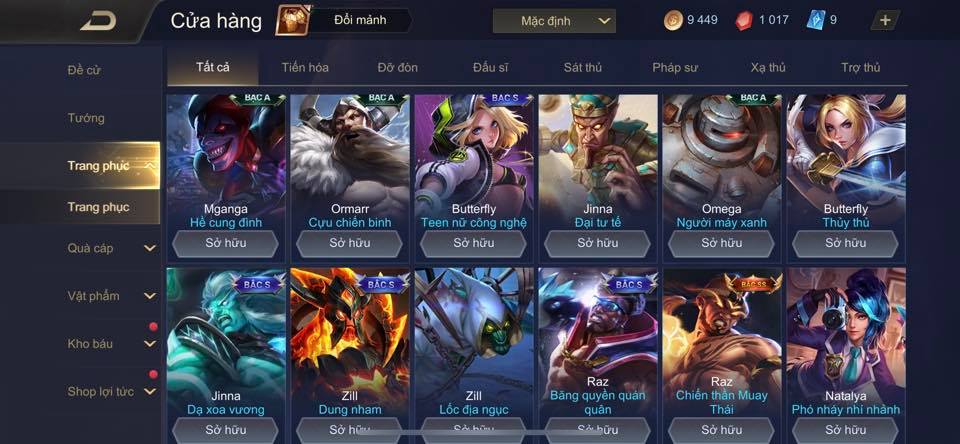 Cửa hàng
Đổi mảnh
Mặc định
9 449
1 017
9
Đề cử
Tướng
Trang phục
Trang phục
Quà cáp
Vật phẩm
Kho báu
Shop lợi tức
Tất cả
Tiến hóa
Đỡ đòn
Đấu sĩ
Sát thủ
Pháp sư
Xạ thủ
Trợ thủ
BẬC A
Mganga
Hề cung đình
Sở hữu
BẬC A
Ormarr
Cựu chiến binh
Sở hữu
BẬC S
Butterfly
Teen nữ công nghệ
Sở hữu
Jinna
Đại tư tế
Sở hữu
BẬC A
Omega
Người máy xanh
Sở hữu
Butterfly
Thủy thủ
Sở hữu
BẬC S
Jinna
Dạ xoa vương
Sở hữu
BẬC S
Zill
Dung nham
Sở hữu
Zill
Lốc địa ngục
Sở hữu
BẬC S
Raz
Băng quyền quán
quân
Sở hữu
BẬC SS
Raz
Chiến thần Muay
Thái
Sở hữu
Natalya
Phó nháy nhí nhảnh
Sở hữu